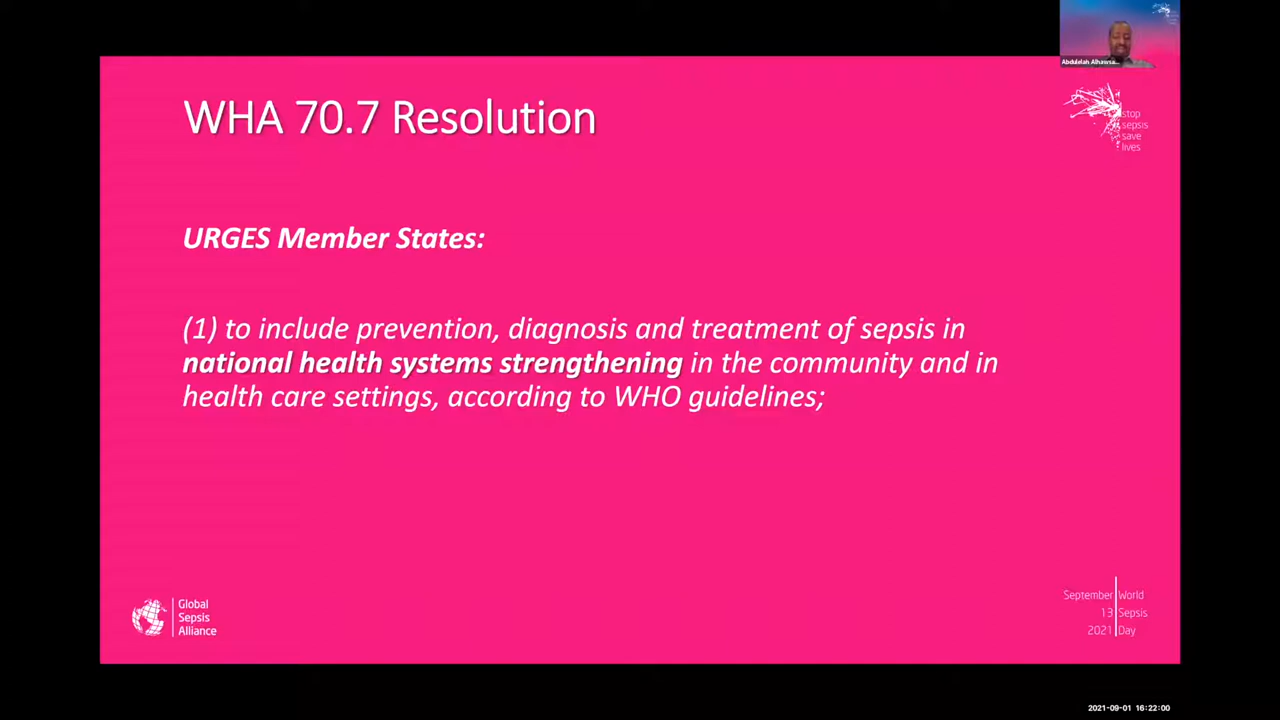 Abdulelah Alhawsa...
WHA 70.7 Resolution
stop
sepsis
save
lives
URGES Member States:
(1) to include prevention, diagnosis and treatment of sepsis in
national health systems strengthening in the community and in
health care settings, according to WHO guidelines;
Global
Sepsis
Alliance
September World
13 Sepsis
2021 Day
2021-09-01 16:22:00